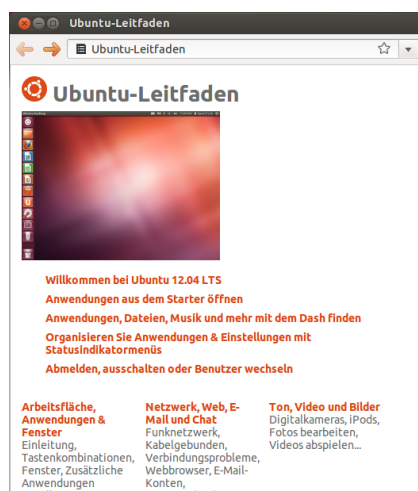 Ubuntu-Leitfaden
Ubuntu-Leitfaden
Ubuntu-Leitfaden
Willkommen bei Ubuntu 12.04 LTS
Anwendungen aus dem Starter öffnen
Anwendungen, Dateien, Musik und mehr mit dem Dash finden
Organisieren Sie Anwendungen & Einstellungen mit
Statusindikatormenüs
Abmelden, ausschalten oder Benutzer wechseln
Arbeitsfläche,
Anwendungen &
Fenster
Einleitung,
Tastenkombinationen,
Fenster, Zusätzliche
Anwendungen
Netzwerk, Web, E-
Mail und Chat
Funknetzwerk,
Kabelgebunden,
Verbindungsprobleme,
Webbrowser, E-Mail-
Konten,
Ton, Video und Bilder
Digitalkameras, iPods,
Fotos bearbeiten,
Videos abspielen...